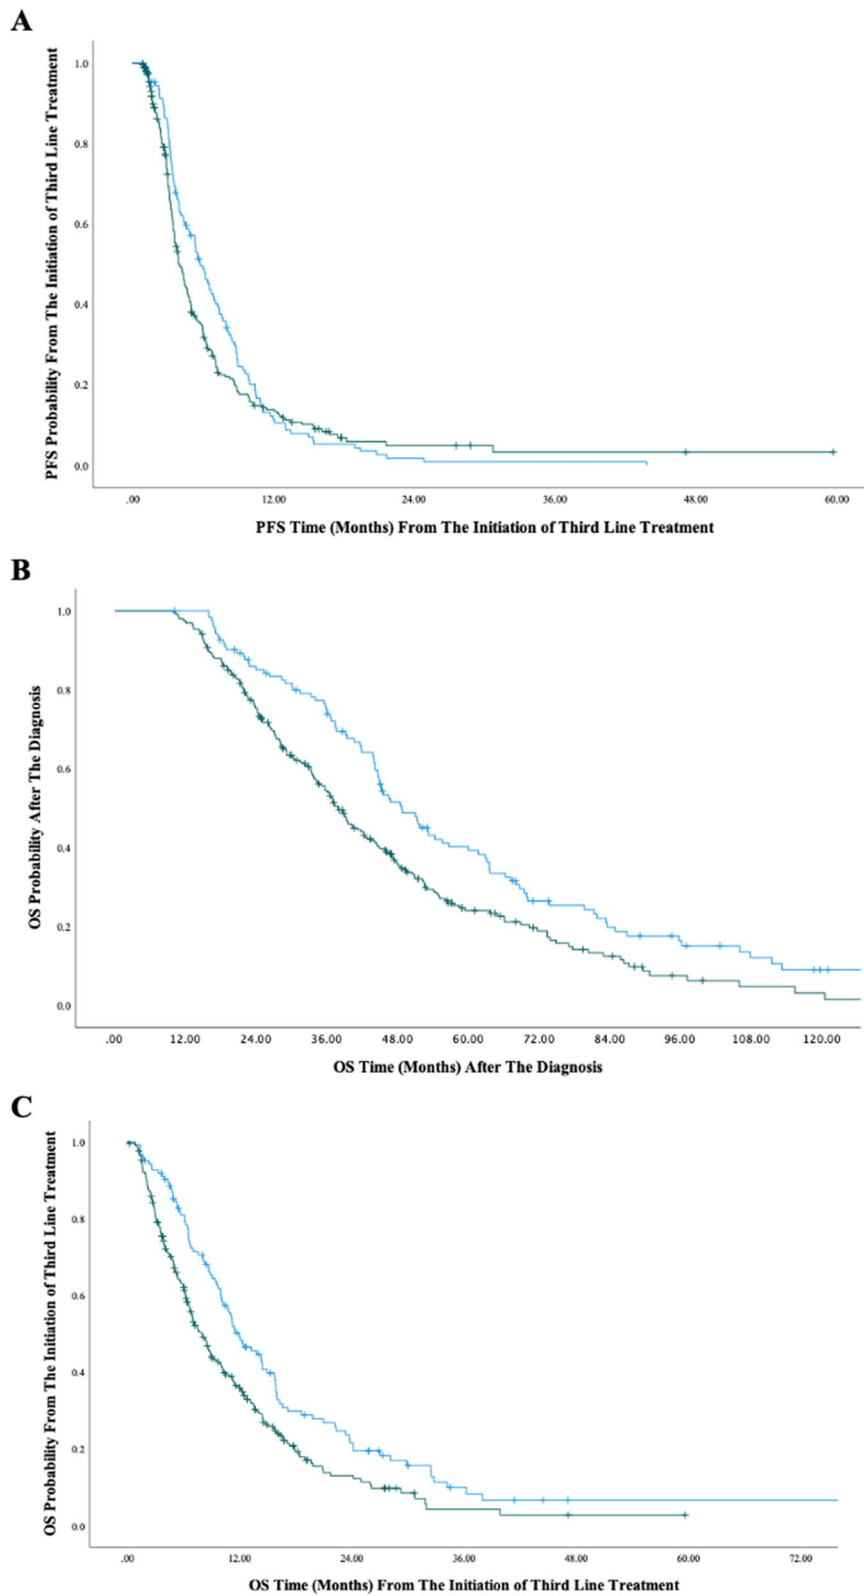 A
PFS Probability From The Initiation of Third Line Treatment
1.0
0.8
0.6
0.4
0.2
0.0
.00 12.00 24.00 36.00 48.00 60.00
PFS Time (Months) From The Initiation of Third Line Treatment
B
OS Probability After The Diagnosis
1.0
0.8
0.6
0.4
0.2
0.0
.00 12.00 24.00 36.00 48.00 60.00 72.00 84.00 96.00 108.00 120.00
OS Time (Months) After The Diagnosis
C
OS Probability From The Initiation of Third Line Treatment
1.0
0.8
0.6
0.4
0.2
0.0
.00 12.00 24.00 36.00 48.00 60.00 72.00
OS Time (Months) From The Initiation of Third Line Treatment